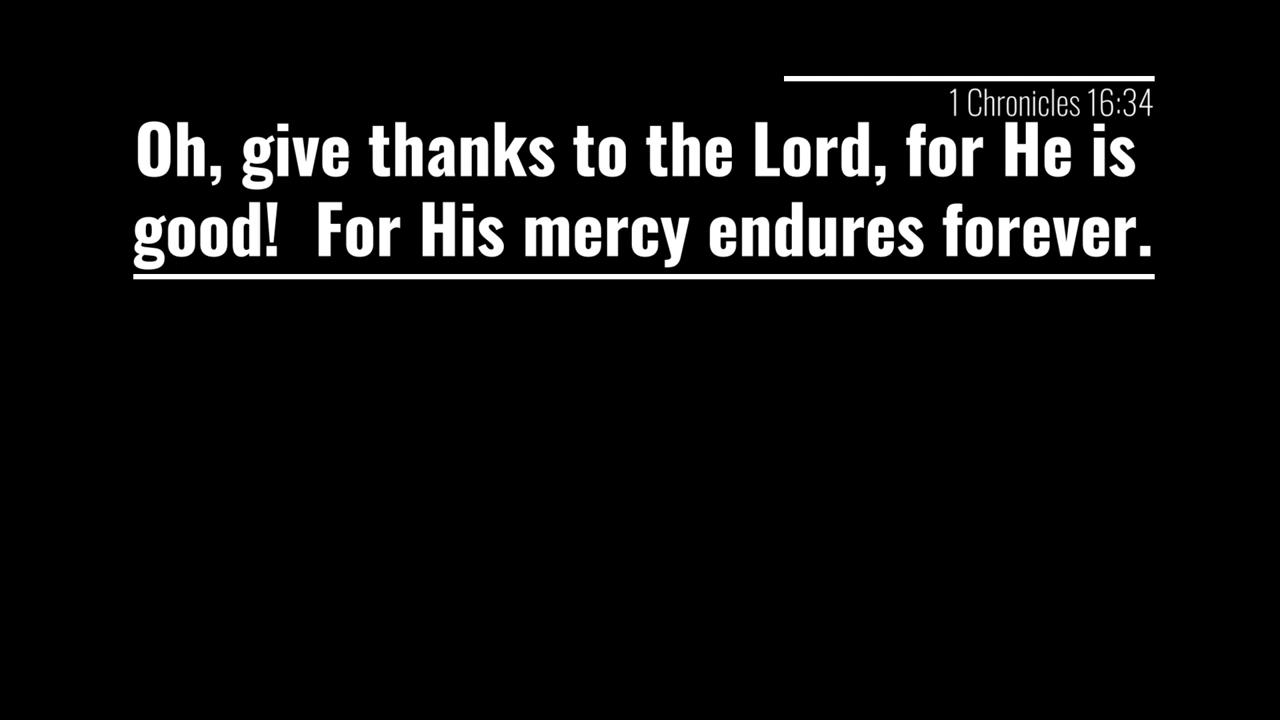 1 Chronicles 16:34
Oh, give thanks to the Lord, for He is
good!  For His mercy endures forever.